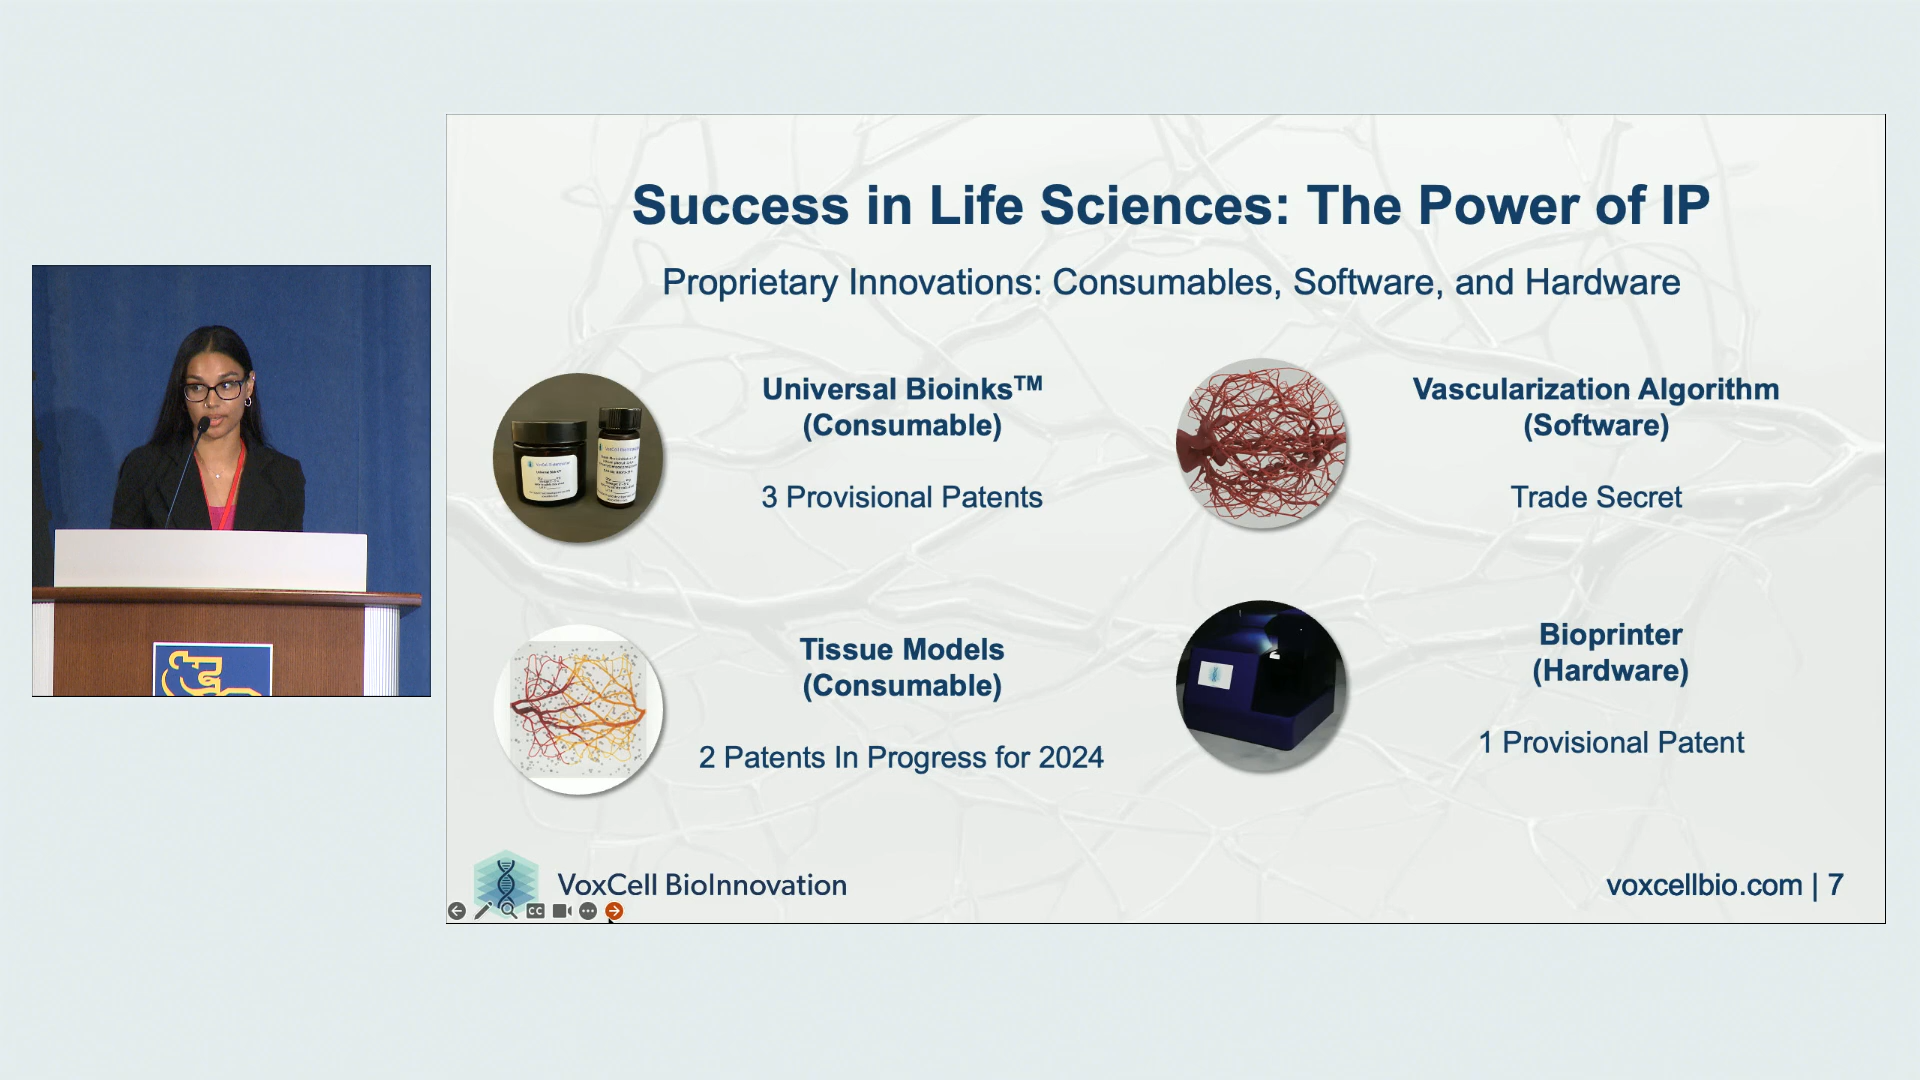 Success in Life Sciences: The Power of IP
Proprietary Innovations: Consumables, Software, and Hardware
Universal Bioinks™
(Consumable)
3 Provisional Patents
Vascularization Algorithm
(Software)
Trade Secret
Tissue Models
(Consumable)
2 Patents In Progress for 2024
Bioprinter
(Hardware)
1 Provisional Patent
VoxCell BioInnovation
voxcellbio.com | 7
CC